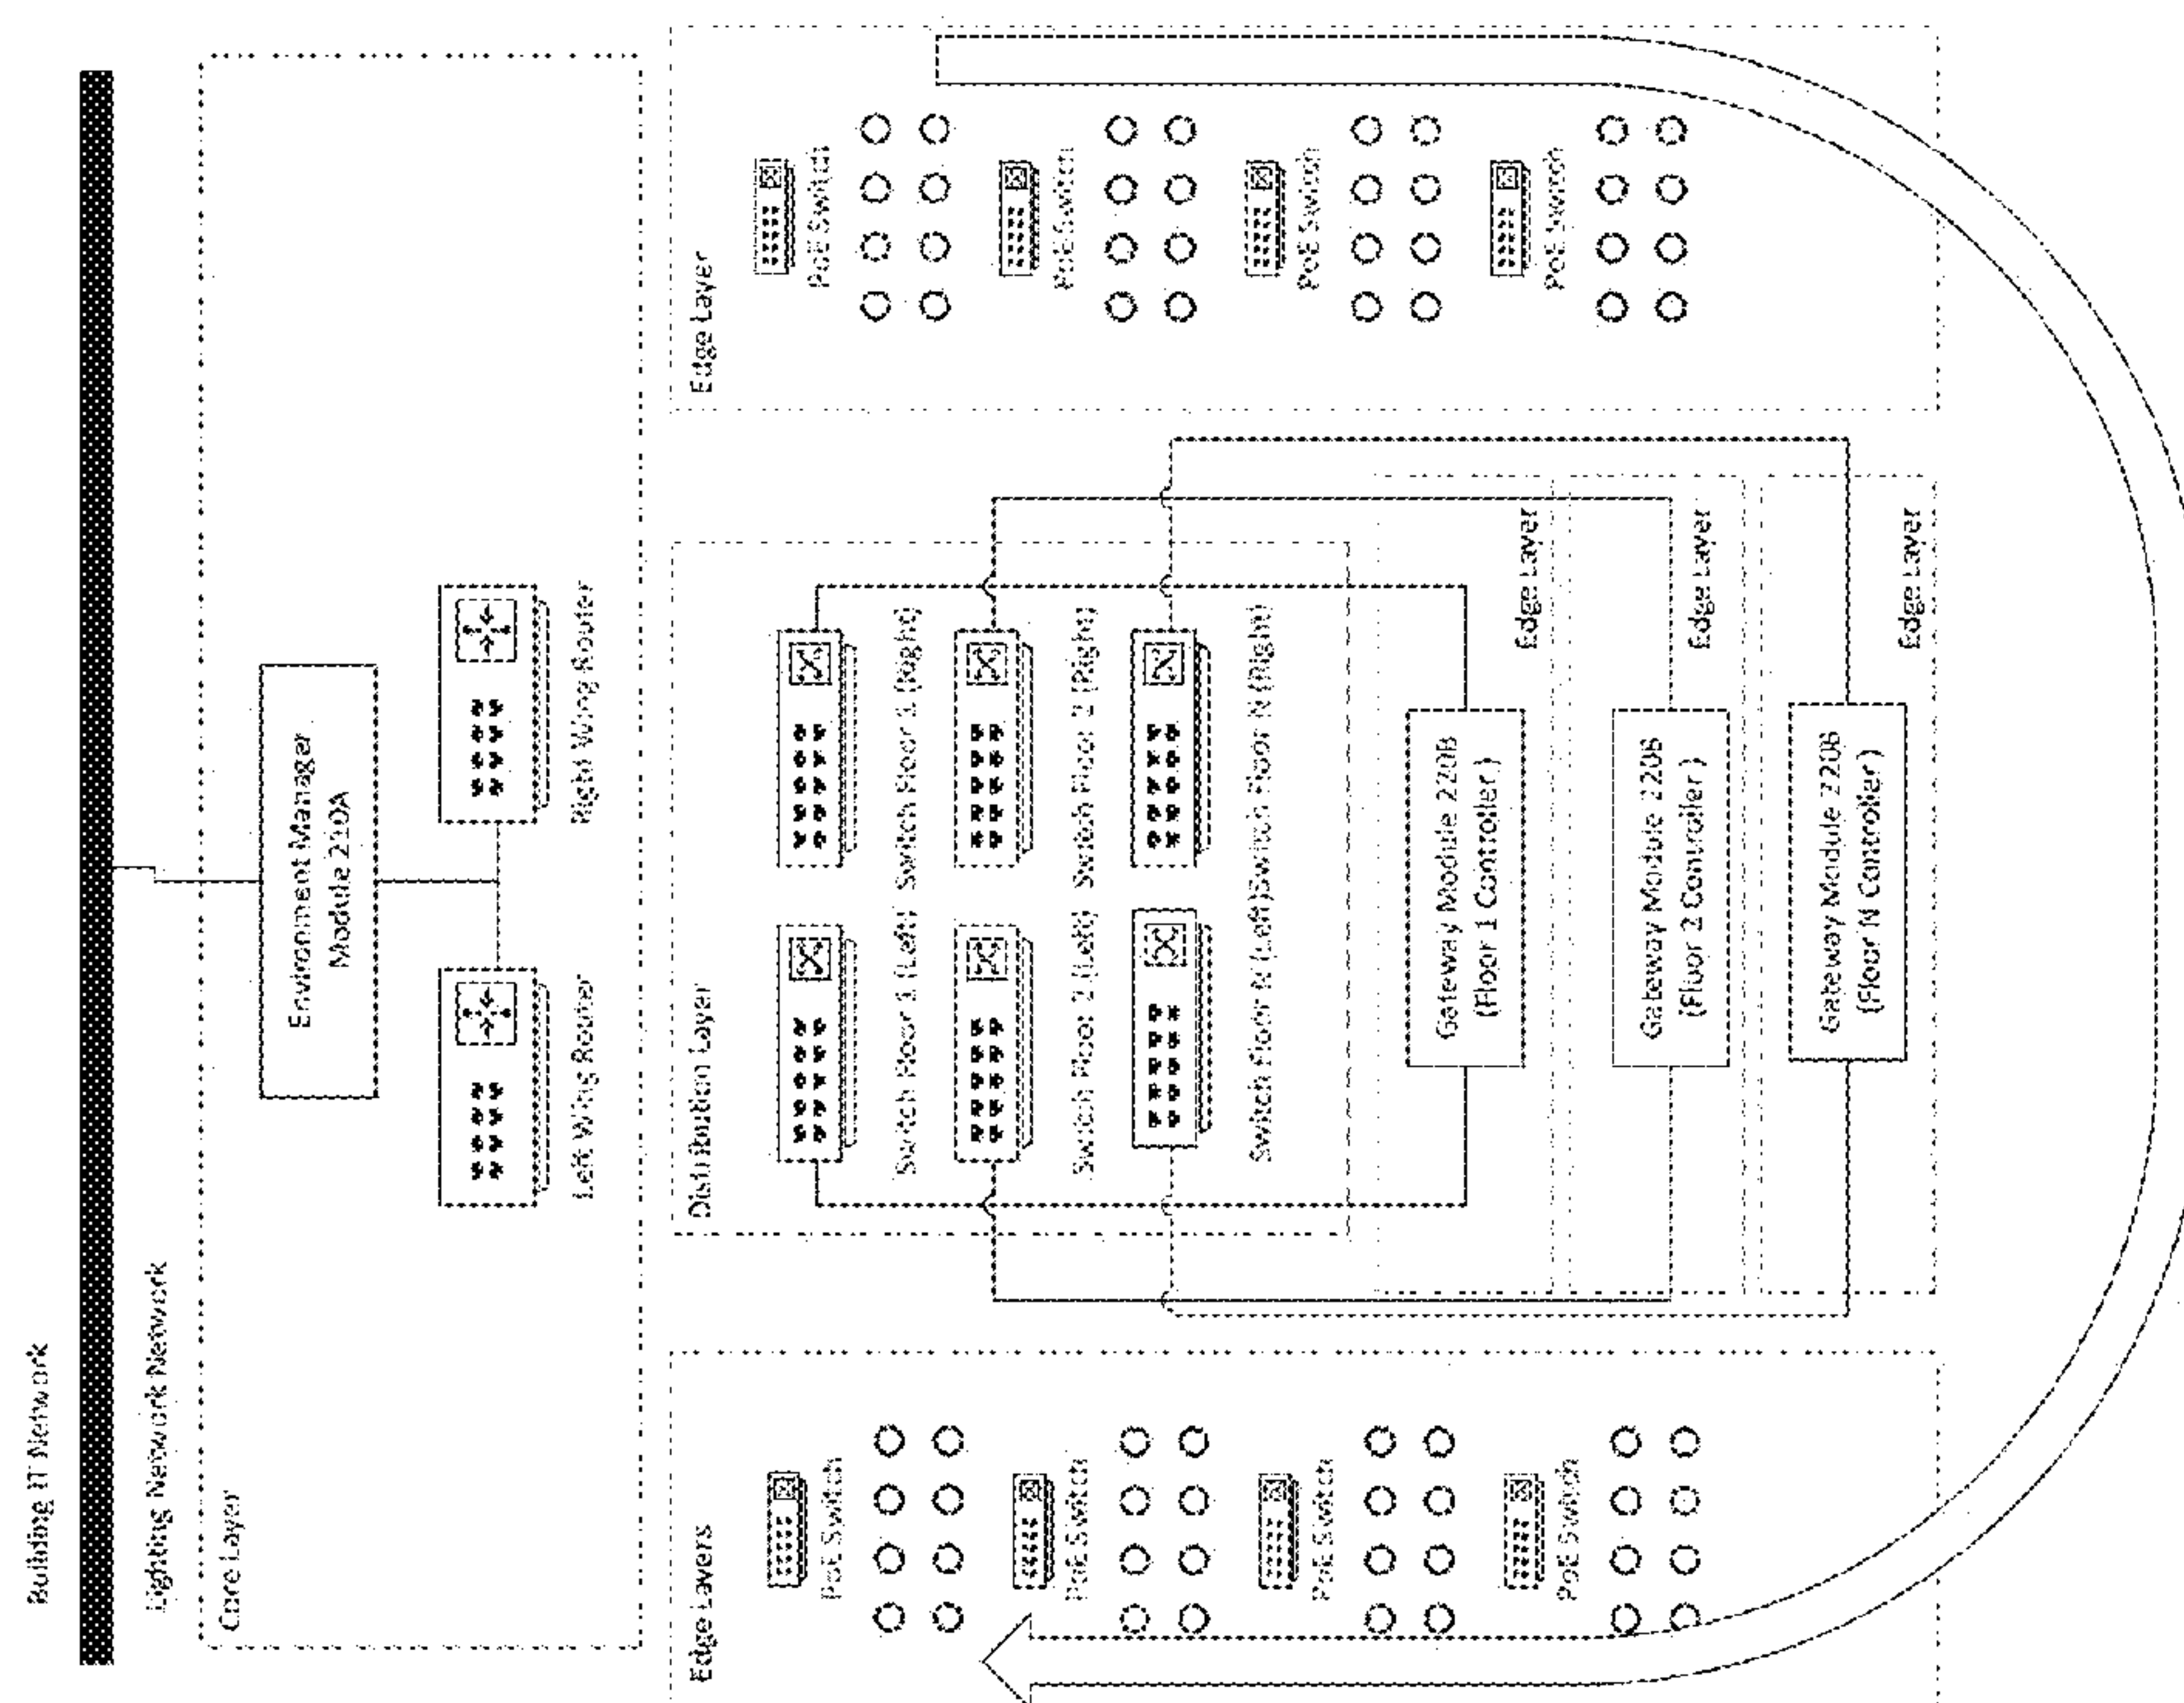 Building IT Network
Lighting Network Network
Core Layer
Environment Manager
Module 210A
Left Wing Router
Right Wing Router
Edge Layers
PoE Switch
PoE Switch
PoE Switch
PoE Switch
Distribution Layer
Switch Floor 1 (Left)
Switch Floor 1 (Right)
Switch Floor 2 (Left)
Switch Floor 2 (Right)
Switch Floor N (Left)
Switch Floor N (Right)
Gateway Module 220B
(Floor 1 Controller)
Edge Layer
Gateway Module 220B
(Floor 2 Controller)
Edge Layer
Gateway Module 220B
(Floor N Controller)
Edge Layer
Edge Layer
PoE Switch
PoE Switch
PoE Switch
PoE Switch